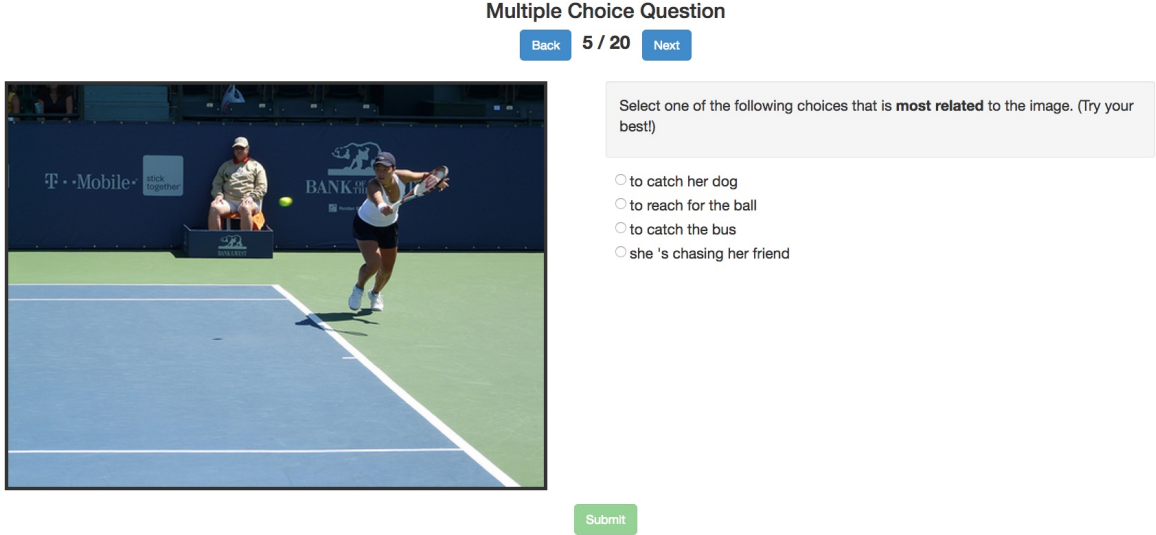 Multiple Choice Question
Back 5 / 20 Next
T··Mobile·
stick
together
BANK OF THE
Select one of the following choices that is most related to the image. (Try your
best!)
to catch her dog
to reach for the ball
to catch the bus
she 's chasing her friend
Submit